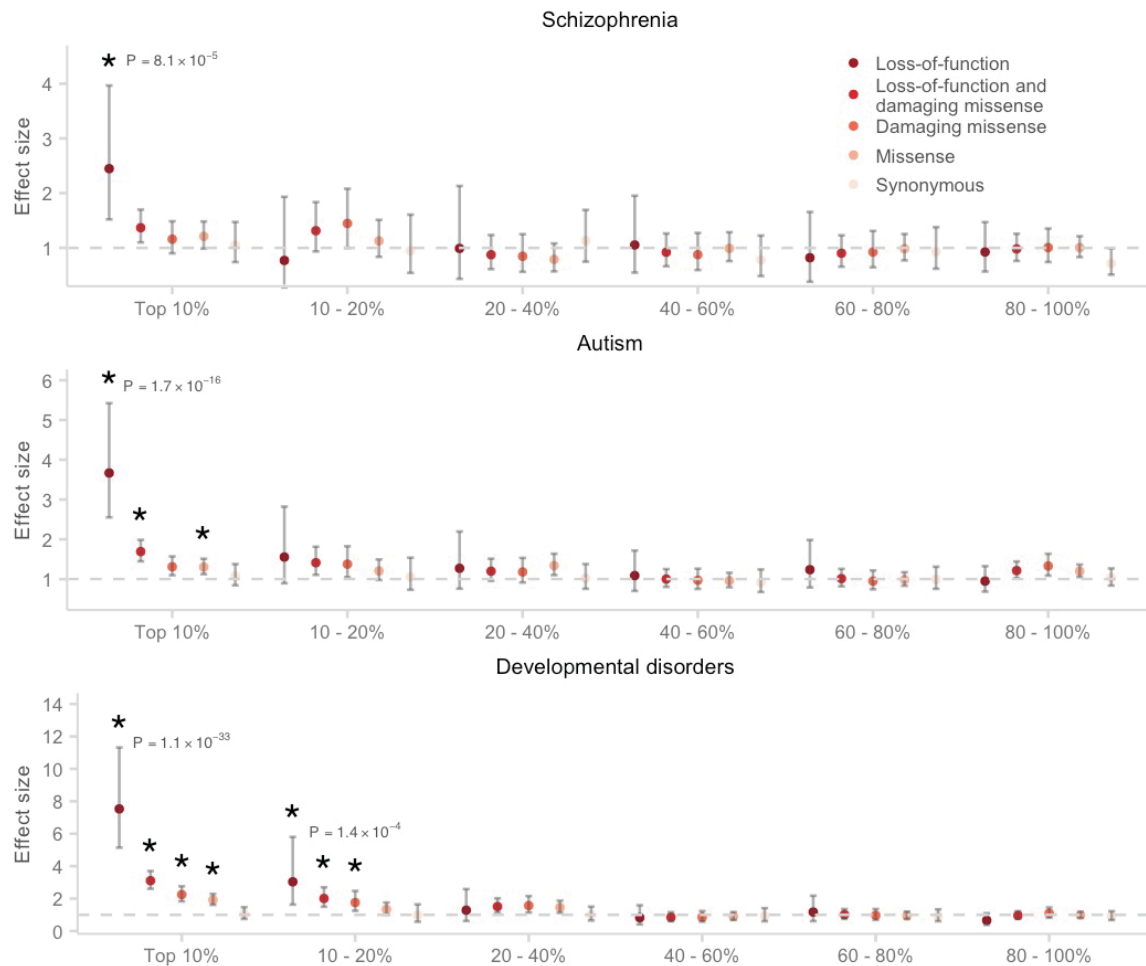 Schizophrenia
* P = 8.1 × 10⁻⁵
Loss-of-function
Loss-of-function and
damaging missense
Damaging missense
Missense
Synonymous
Effect size
4
3
2
1
Top 10% 10 - 20% 20 - 40% 40 - 60% 60 - 80% 80 - 100%
Autism
* P = 1.7 × 10⁻¹⁶
* *
Effect size
6
5
4
3
2
1
Top 10% 10 - 20% 20 - 40% 40 - 60% 60 - 80% 80 - 100%
Developmental disorders
* P = 1.1 × 10⁻³³
* * *
* P = 1.4 × 10⁻⁴
* *
Effect size
14
12
10
8
6
4
2
0
Top 10% 10 - 20% 20 - 40% 40 - 60% 60 - 80% 80 - 100%